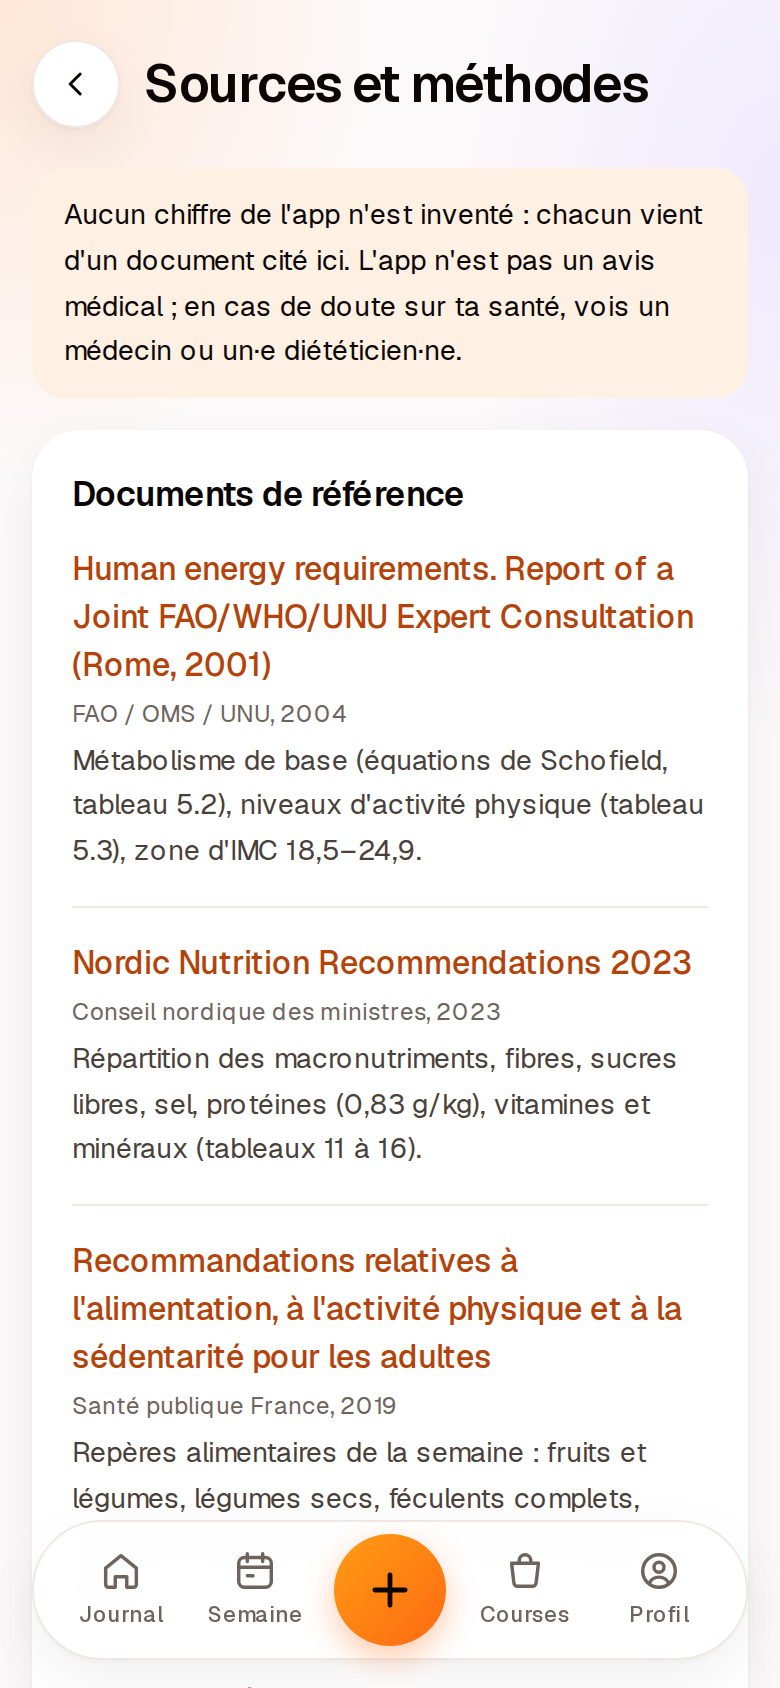 Sources et méthodes
Aucun chiffre de l'app n'est inventé : chacun vient
d'un document cité ici. L'app n'est pas un avis
médical ; en cas de doute sur ta santé, vois un
médecin ou un·e diététicien·ne.
Documents de référence
Human energy requirements. Report of a
Joint FAO/WHO/UNU Expert Consultation
(Rome, 2001)
FAO / OMS / UNU, 2004
Métabolisme de base (équations de Schofield,
tableau 5.2), niveaux d'activité physique (tableau
5.3), zone d'IMC 18,5–24,9.
Nordic Nutrition Recommendations 2023
Conseil nordique des ministres, 2023
Répartition des macronutriments, fibres, sucres
libres, sel, protéines (0,83 g/kg), vitamines et
minéraux (tableaux 11 à 16).
Recommandations relatives à
l'alimentation, à l'activité physique et à la
sédentarité pour les adultes
Santé publique France, 2019
Repères alimentaires de la semaine : fruits et
légumes, légumes secs, féculents complets,
Journal
Semaine
Courses
Profil